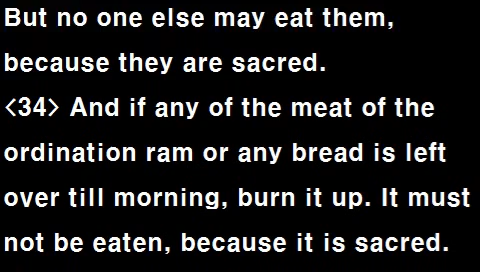 But no one else may eat them,
because they are sacred.
<34> And if any of the meat of the
ordination ram or any bread is left
over till morning, burn it up. It must
not be eaten, because it is sacred.